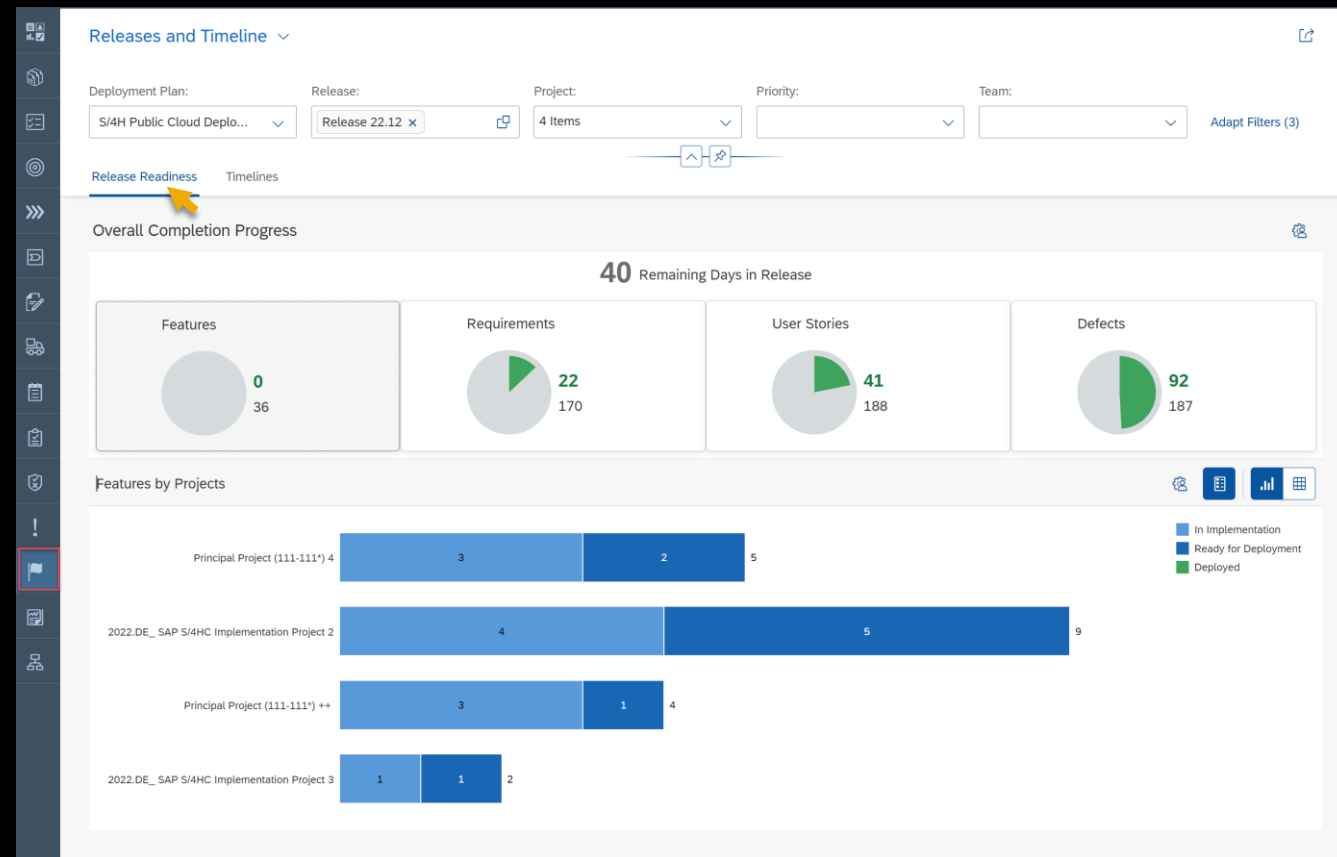 Releases and Timeline
Deployment Plan:
Release:
Project:
Priority:
Team:
S/4H Public Cloud Deplo...
Release 22.12 ×
4 Items
Adapt Filters (3)
Release Readiness
Timelines
Overall Completion Progress
40 Remaining Days in Release
Features
0
36
Requirements
22
170
User Stories
41
188
Defects
92
187
Features by Projects
In Implementation
Ready for Deployment
Deployed
Principal Project (111-111*) 4
3
2
5
2022.DE_ SAP S/4HC Implementation Project 2
4
5
9
Principal Project (111-111*) ++
3
1
4
2022.DE_ SAP S/4HC Implementation Project 3
1
1
2